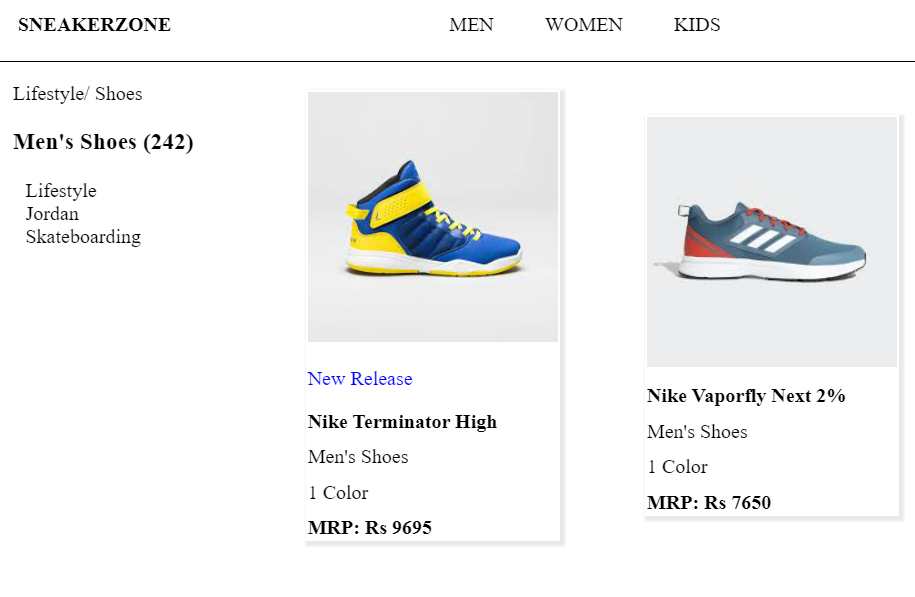 SNEAKERZONE
MEN WOMEN KIDS
Lifestyle/ Shoes
Men's Shoes (242)
Lifestyle
Jordan
Skateboarding
New Release
Nike Terminator High
Men's Shoes
1 Color
MRP: Rs 9695
Nike Vaporfly Next 2%
Men's Shoes
1 Color
MRP: Rs 7650